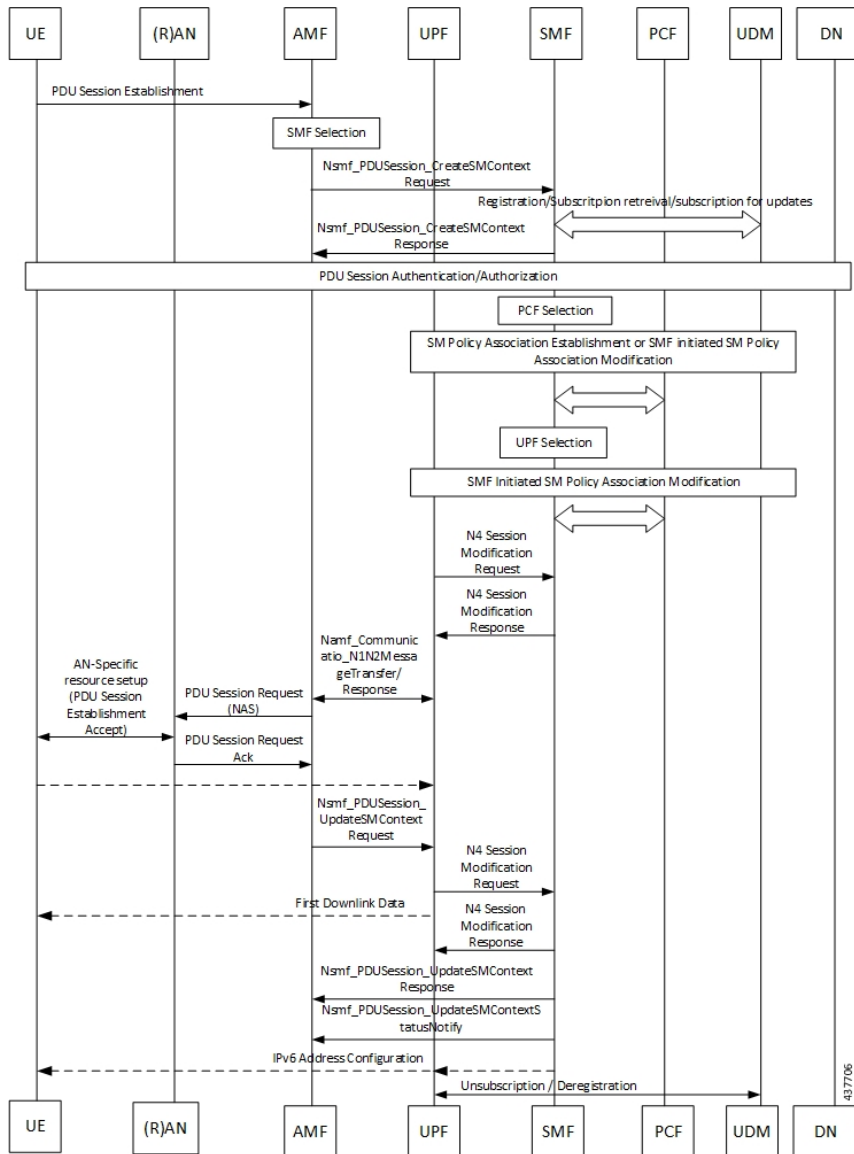 UE (R)AN AMF UPF SMF PCF UDM DN
PDU Session Establishment
SMF Selection
Nsmf_PDUSession_CreateSMContext
Request
Registration/Subscritpion retreival/subscription for updates
Nsmf_PDUSession_CreateSMContext
Response
PDU Session Authentication/Authorization
PCF Selection
SM Policy Association Establishment or SMF initiated SM Policy
Association Modification
UPF Selection
SMF Initiated SM Policy Association Modification
N4 Session
Modification
Request
N4 Session
Modification
Response
Namf_Communic
atio_N1N2Messa
geTransfer/
Response
AN-Specific
resource setup
(PDU Session
Establishment
Accept)
PDU Session Request
(NAS)
PDU Session Request
Ack
Nsmf_PDUSession_
UpdateSMContext
Request
N4 Session
Modification
Request
First Downlink Data
N4 Session
Modification
Response
Nsmf_PDUSession_UpdateSMContext
Response
Nsmf_PDUSession_UpdateSMContextS
tatusNotify
IPv6 Address Configuration
Unsubscription / Deregistration
437706
UE (R)AN AMF UPF SMF PCF UDM DN